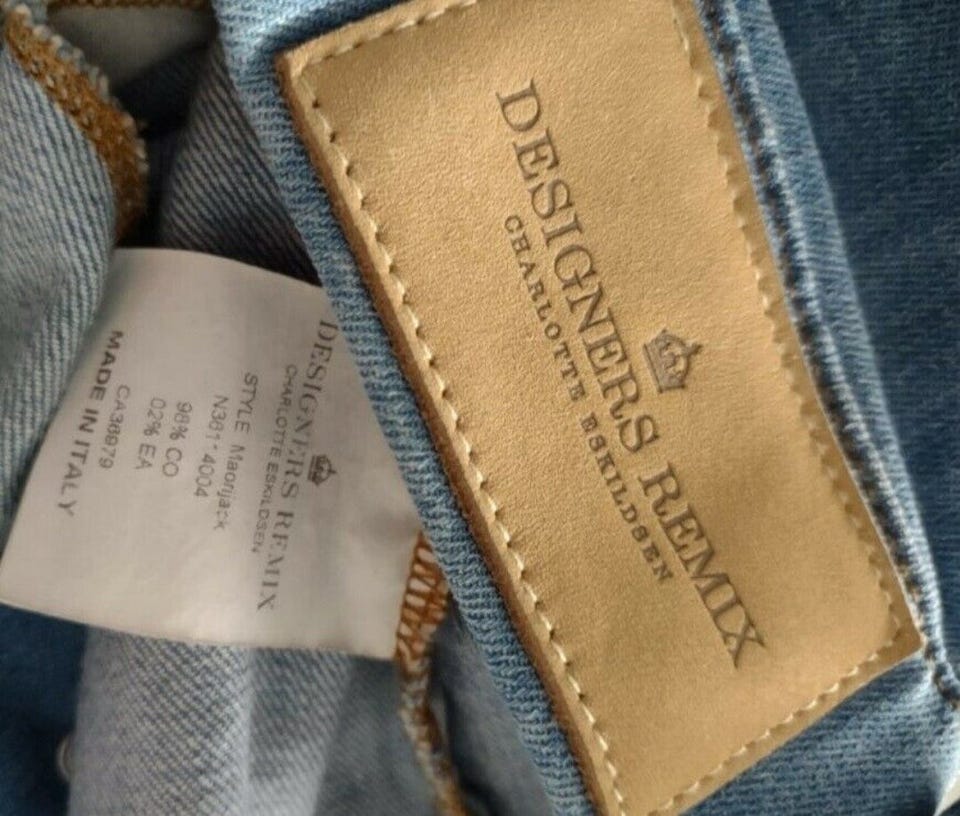 DESIGNERS REMIX
CHARLOTTE ESKILDSEN
DESIGNERS REMIX
CHARLOTTE ESKILDSEN
STYLE Maorijack
N381*4004
98% CO
02% EA
CA38979
MADE IN ITALY